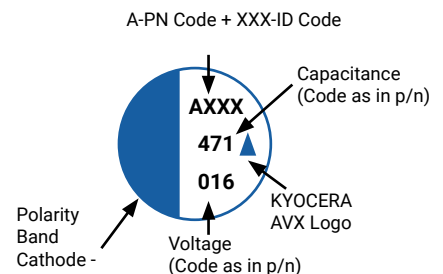 A-PN Code + XXX-ID Code
Capacitance
(Code as in p/n)
AXXX
471
016
KYOCERA
AVX Logo
Polarity
Band
Cathode -
Voltage
(Code as in p/n)